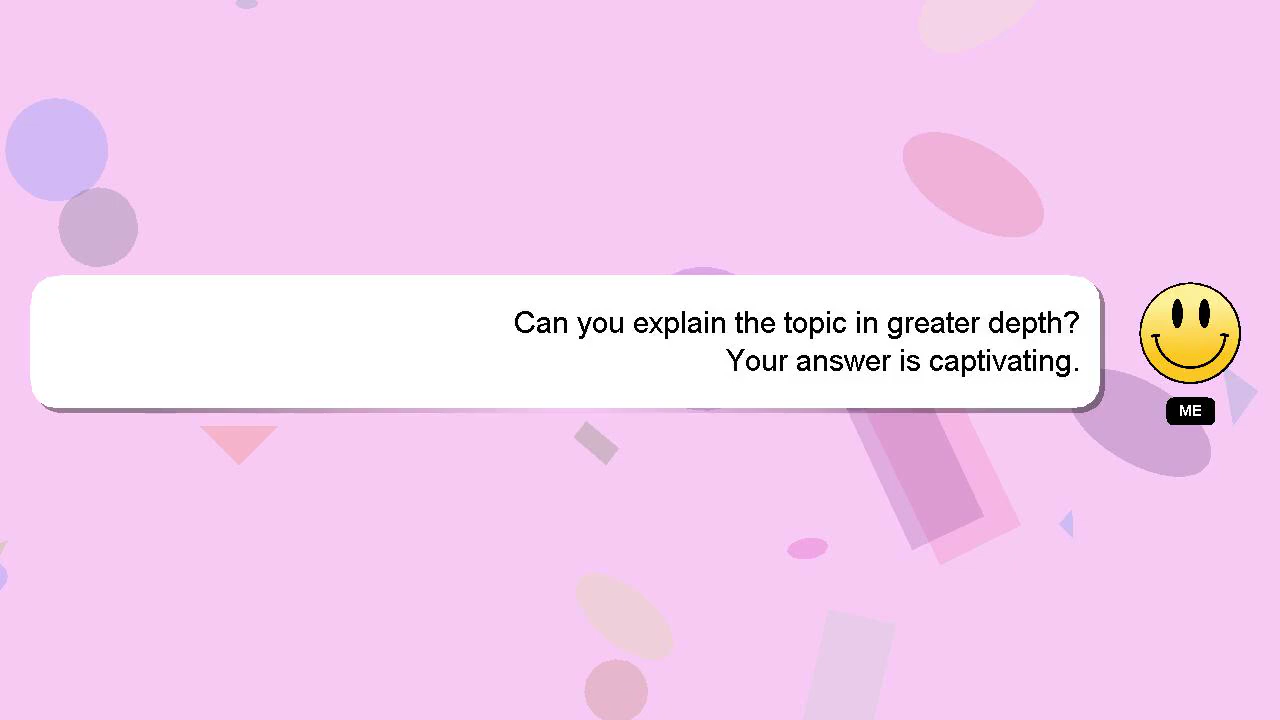 Can you explain the topic in greater depth?
Your answer is captivating.
ME